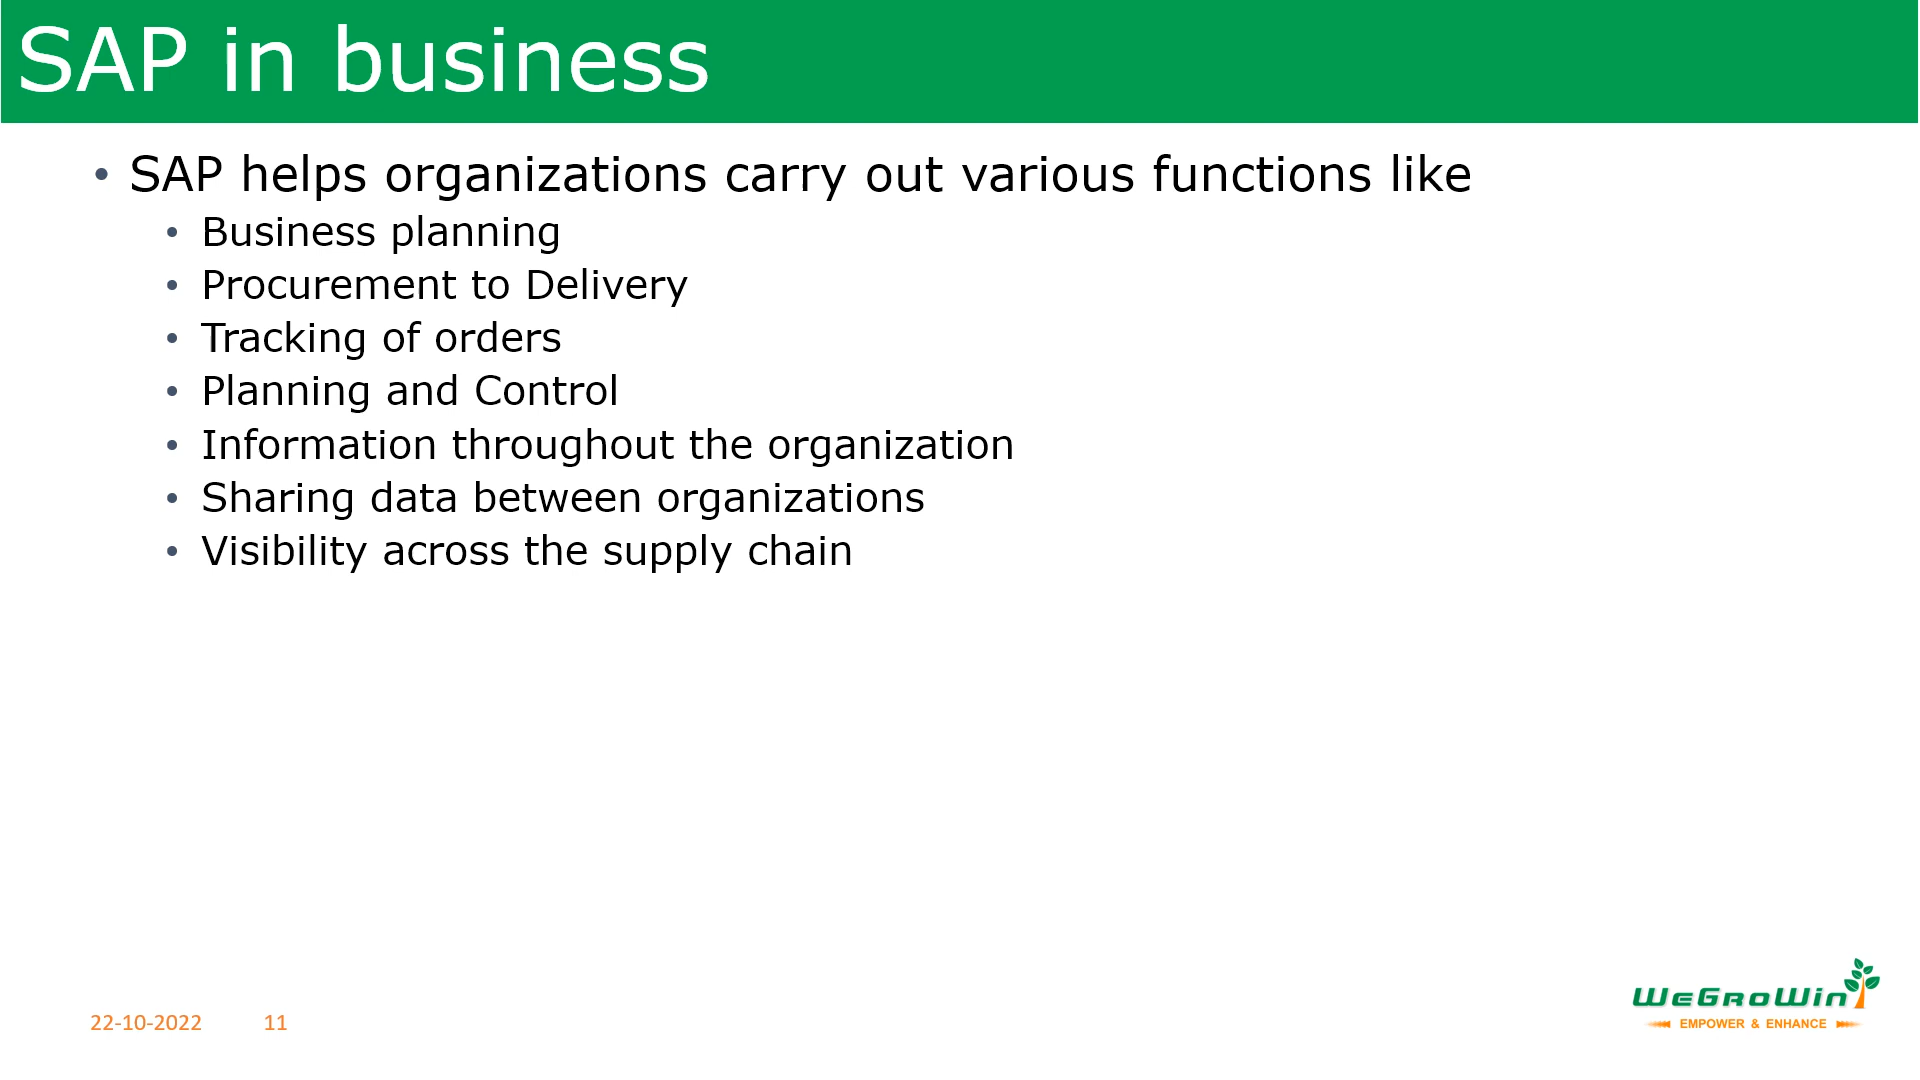 SAP in business
• SAP helps organizations carry out various functions like
• Business planning
• Procurement to Delivery
• Tracking of orders
• Planning and Control
• Information throughout the organization
• Sharing data between organizations
• Visibility across the supply chain
22-10-2022 11
WeGroWin
EMPOWER & ENHANCE